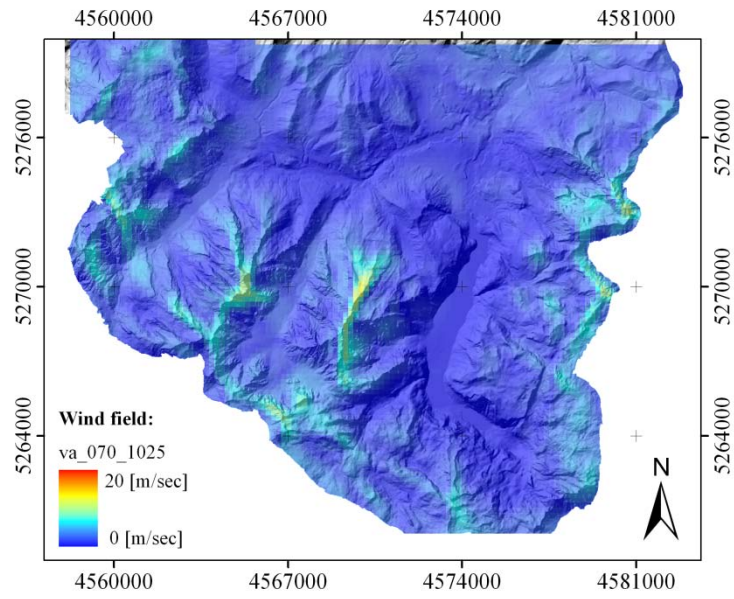 4560000 4567000 4574000 4581000
5276000 5276000
5270000 5270000
5264000 5264000
Wind field:
va_070_1025
20 [m/sec]
0 [m/sec]
N
4560000 4567000 4574000 4581000